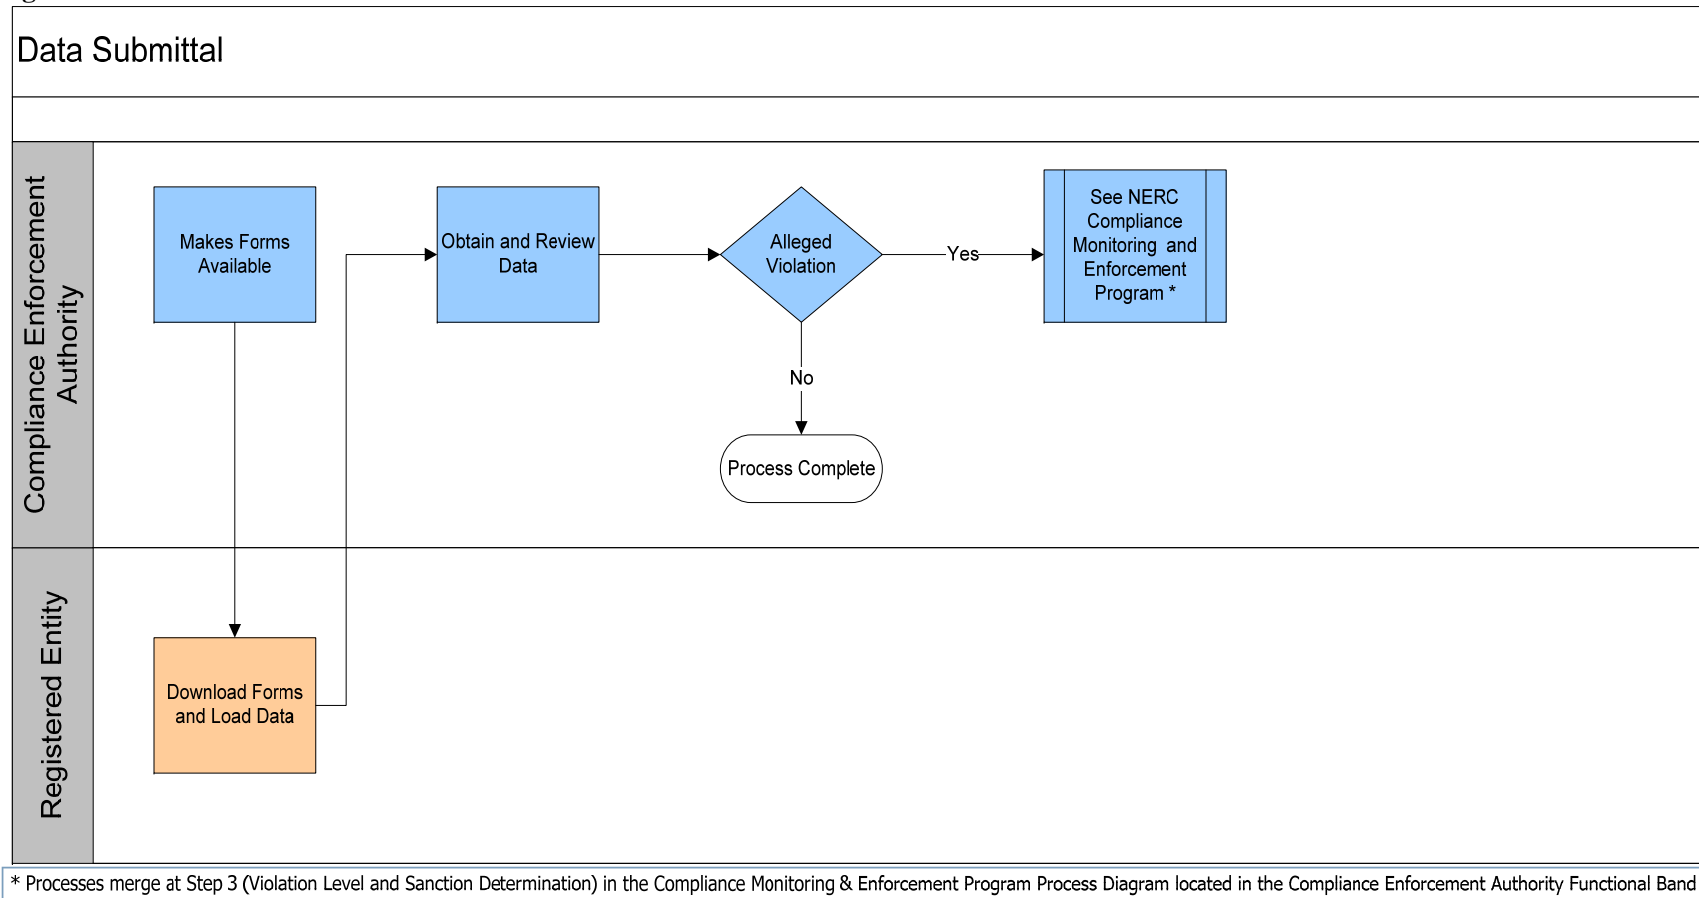 Data Submittal
Compliance Enforcement
Authority
Makes Forms
Available
Obtain and Review
Data
Alleged
Violation
Yes
See NERC
Compliance
Monitoring and
Enforcement
Program *
No
Process Complete
Registered Entity
Download Forms
and Load Data
* Processes merge at Step 3 (Violation Level and Sanction Determination) in the Compliance Monitoring & Enforcement Program Process Diagram located in the Compliance Enforcement Authority Functional Band